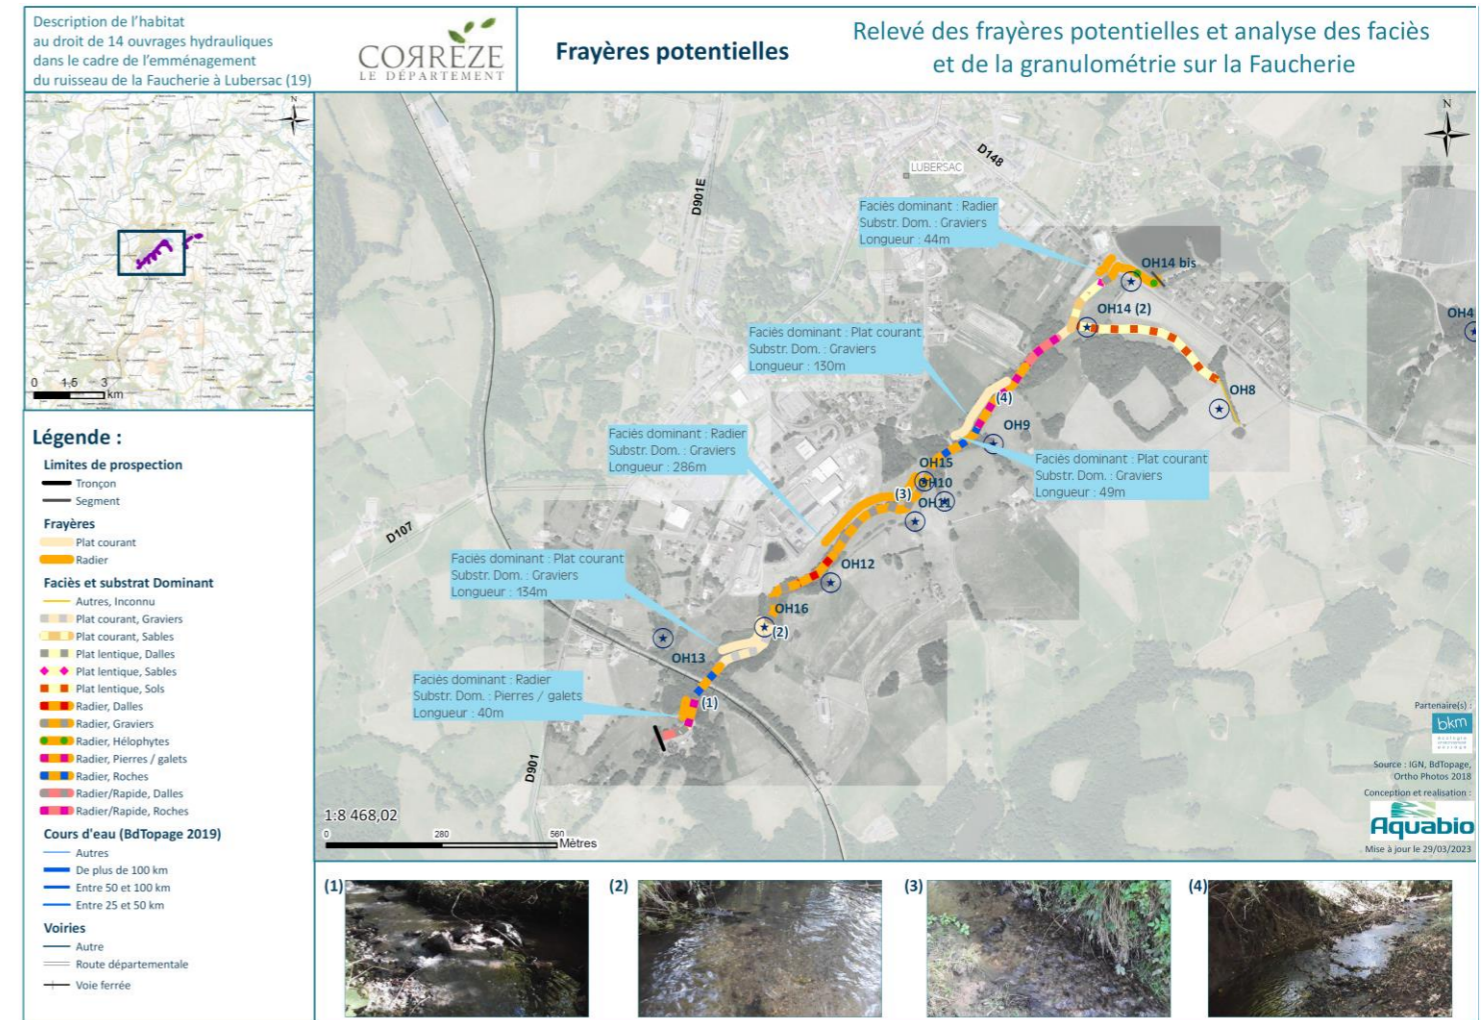 Description de l'habitat
au droit de 14 ouvrages hydrauliques
dans le cadre de l'emménagement
du ruisseau de la Faucherie à Lubersac (19)
CORRÈZE
LE DÉPARTEMENT
Frayères potentielles
Relevé des frayères potentielles et analyse des faciès
et de la granulométrie sur la Faucherie
N
0 1,5 3
km
Légende :
Limites de prospection
Tronçon
Segment
Frayères
Plat courant
Radier
Faciès et substrat Dominant
Autres, Inconnu
Plat courant, Graviers
Plat courant, Sables
Plat lentique, Dalles
Plat lentique, Sables
Plat lentique, Sols
Radier, Dalles
Radier, Graviers
Radier, Hélophytes
Radier, Pierres / galets
Radier, Roches
Radier/Rapide, Dalles
Radier/Rapide, Roches
Cours d'eau (BdTopage 2019)
Autres
De plus de 100 km
Entre 50 et 100 km
Entre 25 et 50 km
Voiries
Autre
Route départementale
Voie ferrée
N
D148
LUBERSAC
D901E
Faciès dominant : Radier
Substr. Dom. : Graviers
Longueur : 44m
OH14 bis
OH14 (2)
OH4
Faciès dominant : Plat courant
Substr. Dom. : Graviers
Longueur : 130m
OH8
(4)
OH9
Faciès dominant : Radier
Substr. Dom. : Graviers
Longueur : 286m
Faciès dominant : Plat courant
Substr. Dom. : Graviers
Longueur : 49m
OH15
OH10
(3)
OH11
D107
Faciès dominant : Plat courant
Substr. Dom. : Graviers
Longueur : 134m
OH12
OH16
(2)
OH13
Faciès dominant : Radier
Substr. Dom. : Pierres / galets
Longueur : 40m
(1)
D901
1:8 468,02
0 280 560
Mètres
Partenaire(s) :
bkm
Source : IGN, BdTopage,
Ortho Photos 2018
Conception et realisation :
Aquabio
Mise à jour le 29/03/2023
(1)
(2)
(3)
(4)